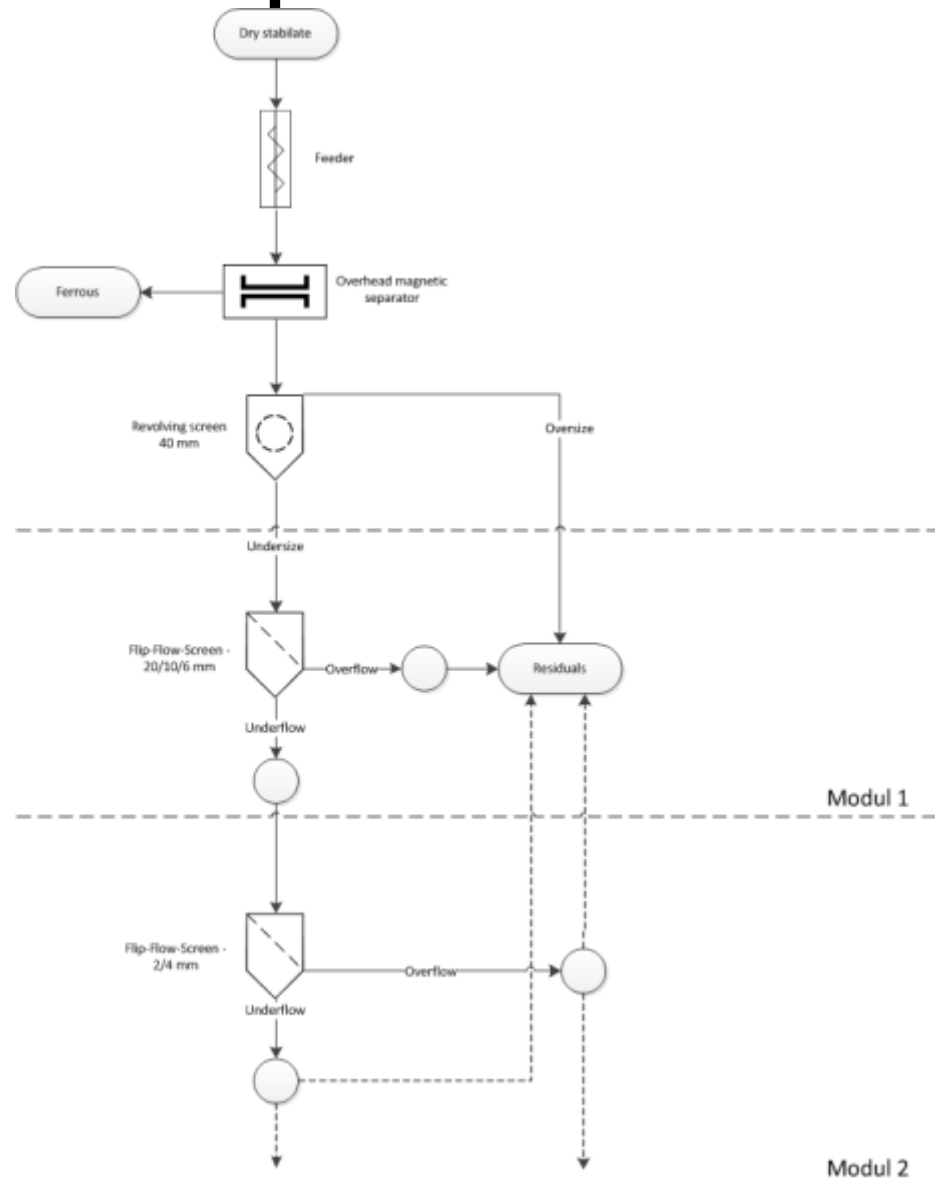 Dry stabilate
Feeder
Overhead magnetic
separator
Ferrous
Revolving screen
40 mm
Oversize
Undersize
Flip-Flow-Screen -
20/10/6 mm
Overflow
Residuals
Underflow
Modul 1
Flip-Flow-Screen -
2/4 mm
Overflow
Underflow
Modul 2